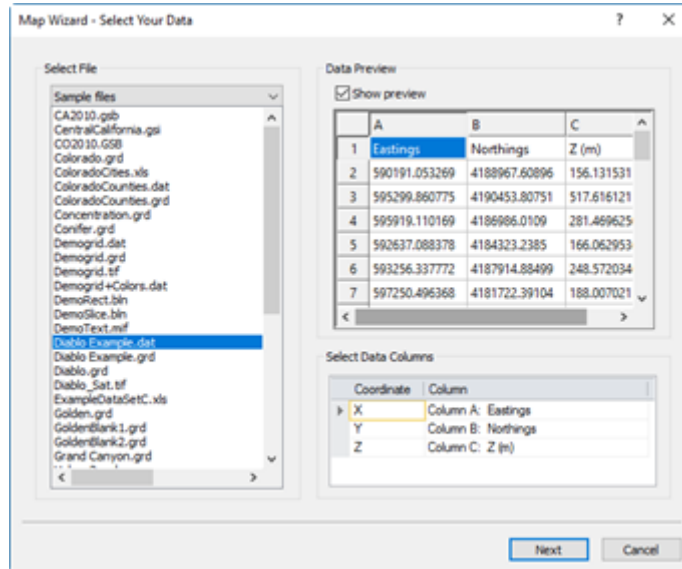 Map Wizard - Select Your Data ? ×
Select File
Sample files
CA2010.gsb
CentralCalifornia.gsi
CO2010.GSB
Colorado.grd
ColoradoCities.xls
ColoradoCounties.dat
ColoradoCounties.grd
Concentration.grd
Conifer.grd
Demogrid.dat
Demogrid.grd
Demogrid.tif
Demogrid+Colors.dat
DemoRect.bln
DemoSlice.bln
DemoText.mif
Diablo Example.dat
Diablo Example.grd
Diablo.grd
Diablo_Sat.tif
ExampleDataSetC.xls
Golden.grd
GoldenBlank1.grd
GoldenBlank2.grd
Grand Canyon.grd
Data Preview
Show preview
A B C
1 Eastings Northings Z (m)
2 590191.053269 4188967.60896 156.131531
3 595299.860775 4190453.80751 517.616121
4 595919.110169 4186986.0109 281.469625
5 592637.088378 4184323.2385 166.062953
6 593256.337772 4187914.88499 248.572034
7 597250.496368 4181722.39104 188.007021
Select Data Columns
Coordinate Column
X Column A: Eastings
Y Column B: Northings
Z Column C: Z (m)
Next Cancel